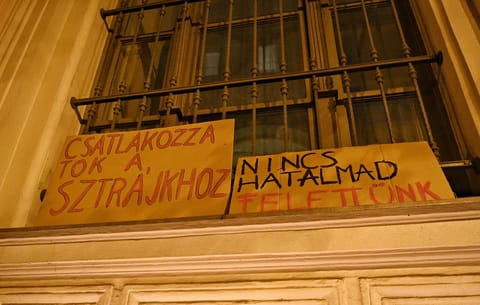 CSATLAKOZZA
TOK A
SZTRÁJKHOZ
NINCS
HATALMAD
FELETTÜNK